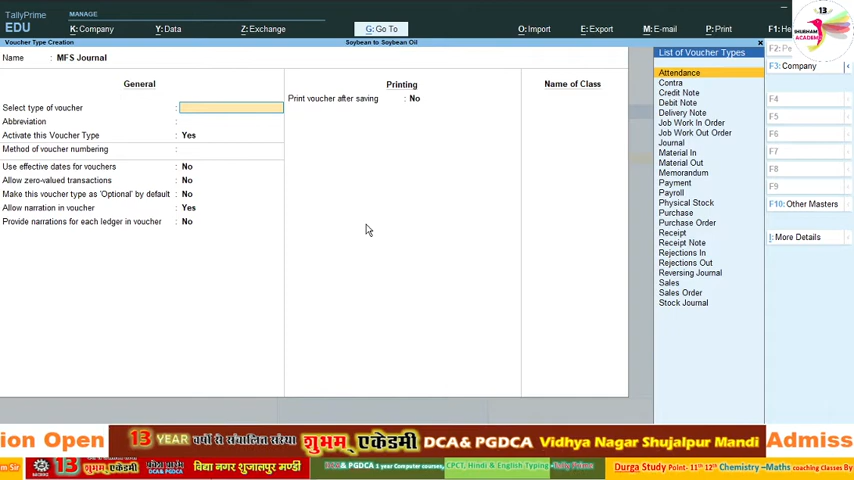 TallyPrime
EDU
MANAGE
K: Company
Y: Data
Z: Exchange
G: Go To
O: Import
E: Export
M: E-mail
P: Print
F1: He
13
SHUBHAM
ACADEMY
Voucher Type Creation
Soybean to Soybean Oil
Name : MFS Journal
General
Select type of voucher :
Abbreviation :
Activate this Voucher Type : Yes
Method of voucher numbering :
Use effective dates for vouchers : No
Allow zero-valued transactions : No
Make this voucher type as 'Optional' by default : No
Allow narration in voucher : Yes
Provide narrations for each ledger in voucher : No
Printing
Print voucher after saving : No
Name of Class
List of Voucher Types
Attendance
Contra
Credit Note
Debit Note
Delivery Note
Job Work In Order
Job Work Out Order
Journal
Material In
Material Out
Memorandum
Payment
Payroll
Physical Stock
Purchase
Purchase Order
Receipt
Receipt Note
Rejections In
Rejections Out
Reversing Journal
Sales
Sales Order
Stock Journal
F2: Pe
F3: Company
F4
F5
F6
F7
F8
F9
F10: Other Masters
I: More Details
ion Open
13 YEAR वर्षो से संचालित संस्था शुभम् एकेडमी DCA& PGDCA Vidhya Nagar Shujalpur Mandi
Admiss
m Sir
13 शुभम् एकेडमी
विद्या नगर शुजालपुर मण्डी
DCA& PGDCA 1 year Computer courses, CPCT, Hindi & English Typing -Tally Prime
Durga Study Point- 11th 12th Chemistry –Maths coaching Classes By